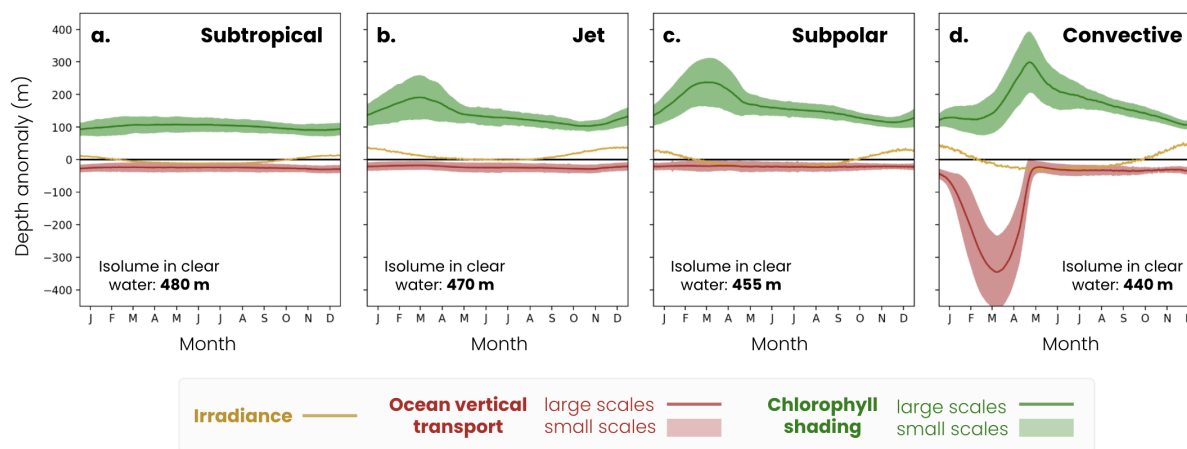 a. Subtropical
b. Jet
c. Subpolar
d. Convective
Depth anomaly (m)
400
300
200
100
0
−100
−200
−300
−400
Isolume in clear
water: 480 m
Isolume in clear
water: 470 m
Isolume in clear
water: 455 m
Isolume in clear
water: 440 m
J F M A M J J A S O N D
J F M A M J J A S O N D
J F M A M J J A S O N D
J F M A M J J A S O N
Month
Month
Month
Month
Irradiance
Ocean vertical
transport
large scales
small scales
Chlorophyll
shading
large scales
small scales